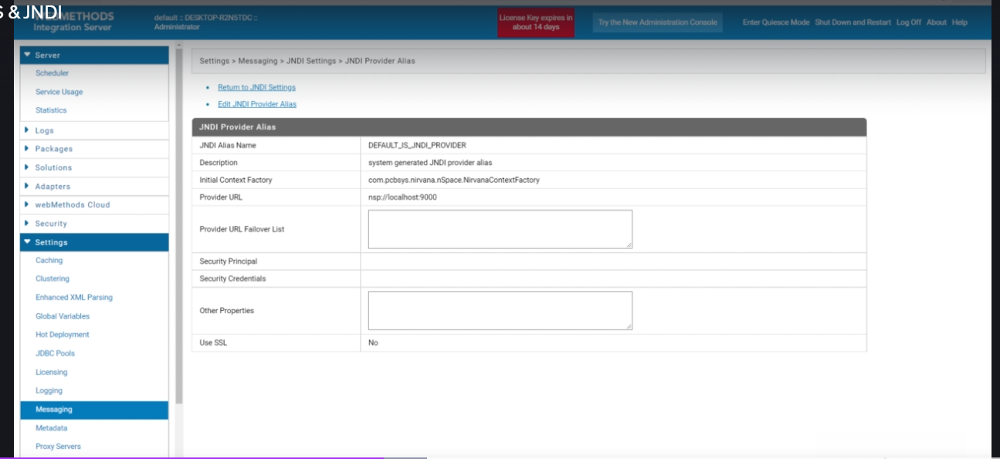 S & JNDI
WEBMETHODS
Integration Server
default :: DESKTOP-R2N5TDC ::
Administrator
License Key expires in
about 14 days
Try the New Administration Console
Enter Quiesce Mode Shut Down and Restart Log Off About Help
Server
Scheduler
Service Usage
Statistics
Logs
Packages
Solutions
Adapters
webMethods Cloud
Security
Settings
Caching
Clustering
Enhanced XML Parsing
Global Variables
Hot Deployment
JDBC Pools
Licensing
Logging
Messaging
Metadata
Proxy Servers
Settings > Messaging > JNDI Settings > JNDI Provider Alias
Return to JNDI Settings
Edit JNDI Provider Alias
JNDI Provider Alias
JNDI Alias Name DEFAULT_IS_JNDI_PROVIDER
Description system generated JNDI provider alias
Initial Context Factory com.pcbsys.nirvana.nSpace.NirvanaContextFactory
Provider URL nsp://localhost:9000
Provider URL Failover List
Security Principal
Security Credentials
Other Properties
Use SSL No